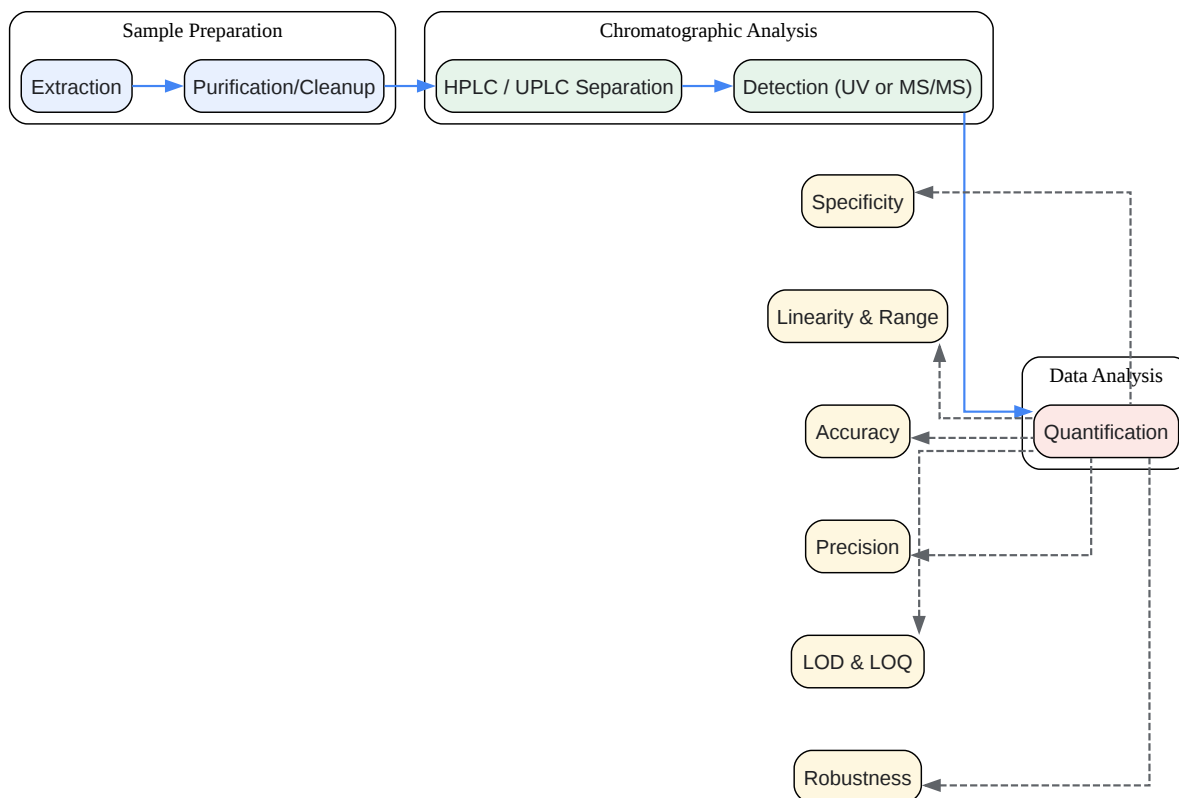 Sample Preparation
Extraction
Purification/Cleanup
Chromatographic Analysis
HPLC / UPLC Separation
Detection (UV or MS/MS)
Specificity
Linearity & Range
Data Analysis
Quantification
Accuracy
Precision
LOD & LOQ
Robustness